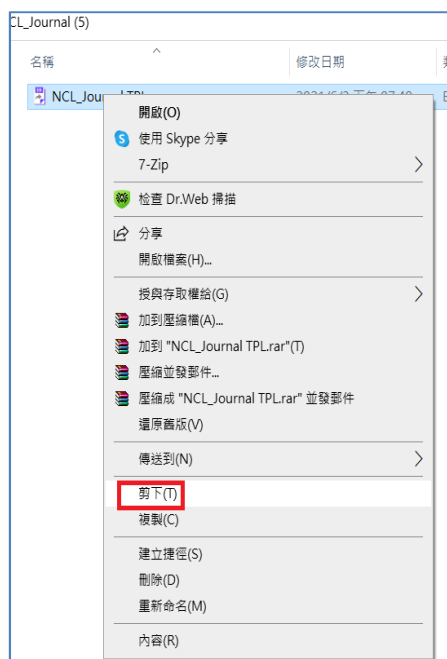 CL_Journal (5)
名稱 修改日期
NCL_Journal TPL
開啟(O)
使用 Skype 分享
7-Zip
检查 Dr.Web 掃描
分享
開啟檔案(H)...
授與存取權給(G)
加到壓縮檔(A)...
加到 "NCL_Journal TPL.rar"(T)
壓縮並發郵件...
壓縮成 "NCL_Journal TPL.rar" 並發郵件
還原舊版(V)
傳送到(N)
剪下(T)
複製(C)
建立捷徑(S)
刪除(D)
重新命名(M)
內容(R)